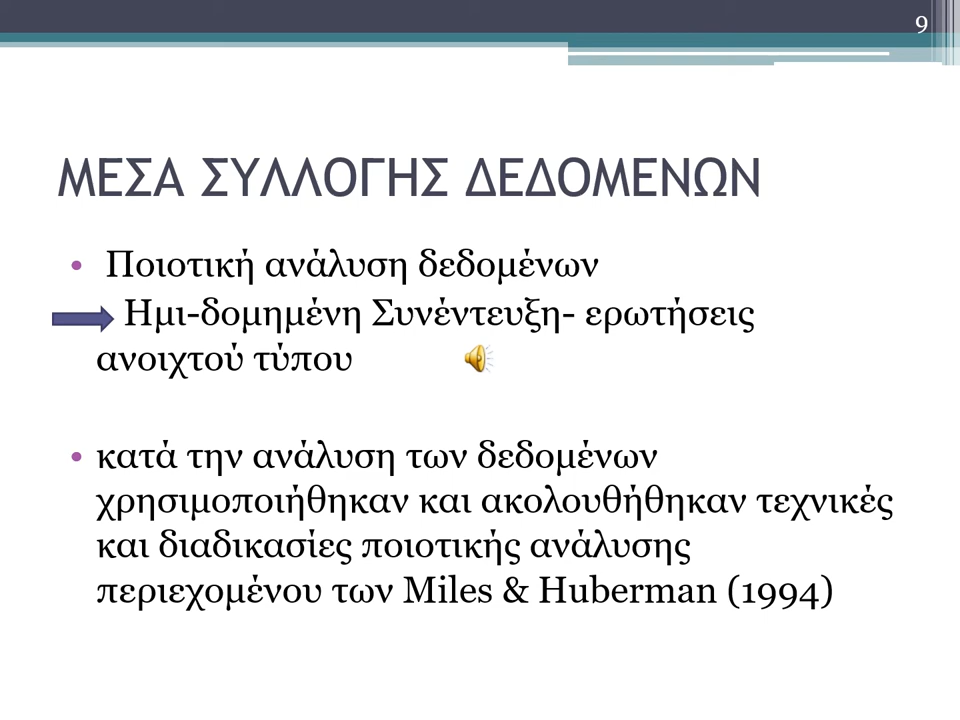 9
ΜΕΣΑ ΣΥΛΛΟΓΗΣ ΔΕΔΟΜΕΝΩΝ
• Ποιοτική ανάλυση δεδομένων
Ημι-δομημένη Συνέντευξη- ερωτήσεις
ανοιχτού τύπου
• κατά την ανάλυση των δεδομένων
χρησιμοποιήθηκαν και ακολουθήθηκαν τεχνικές
και διαδικασίες ποιοτικής ανάλυσης
περιεχομένου των Miles & Huberman (1994)